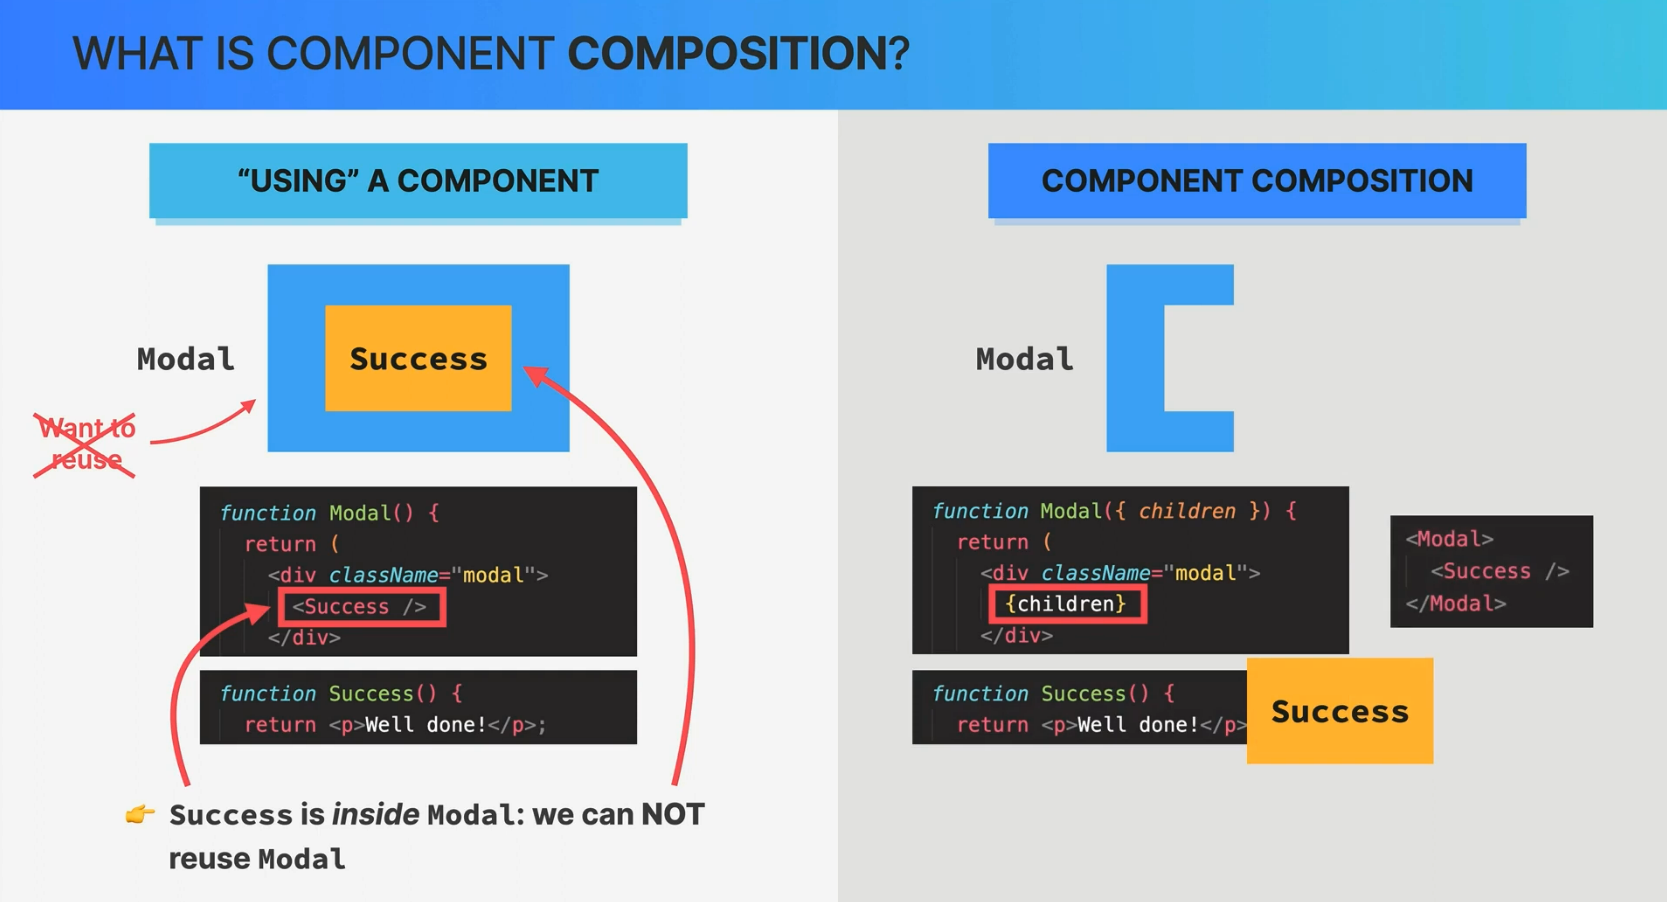 WHAT IS COMPONENT COMPOSITION?
“USING” A COMPONENT
Modal
Success
Want to
reuse
function Modal() {
return (
<div className="modal">
<Success />
</div>
function Success() {
return <p>Well done!</p>;
👉 Success is inside Modal: we can NOT
reuse Modal
COMPONENT COMPOSITION
Modal
function Modal({ children }) {
return (
<div className="modal">
{children}
</div>
<Modal>
<Success />
</Modal>
function Success() {
return <p>Well done!</p>
Success